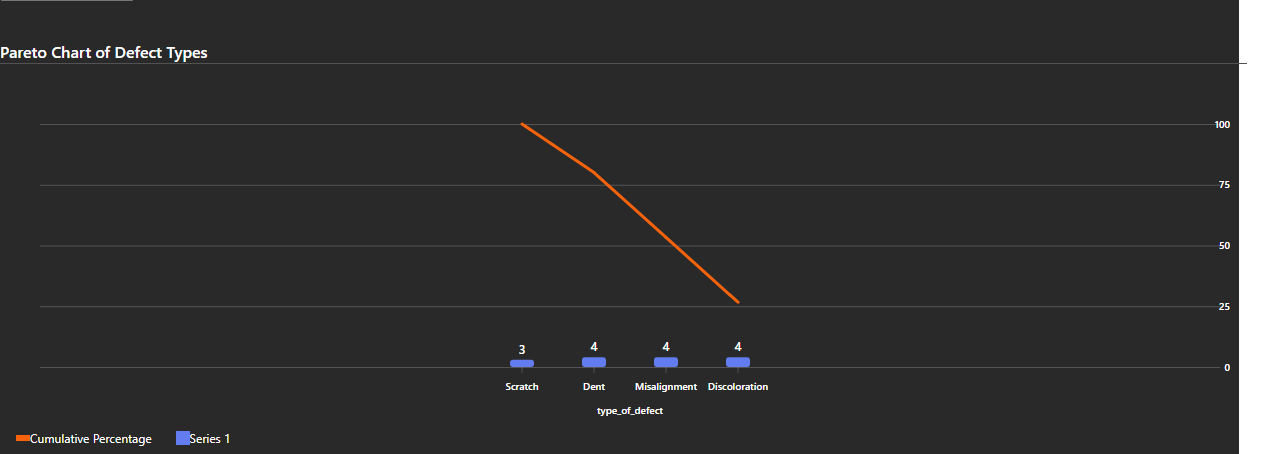 Pareto Chart of Defect Types
100
75
50
25
0
3 4 4 4
Scratch Dent Misalignment Discoloration
type_of_defect
Cumulative Percentage Series 1